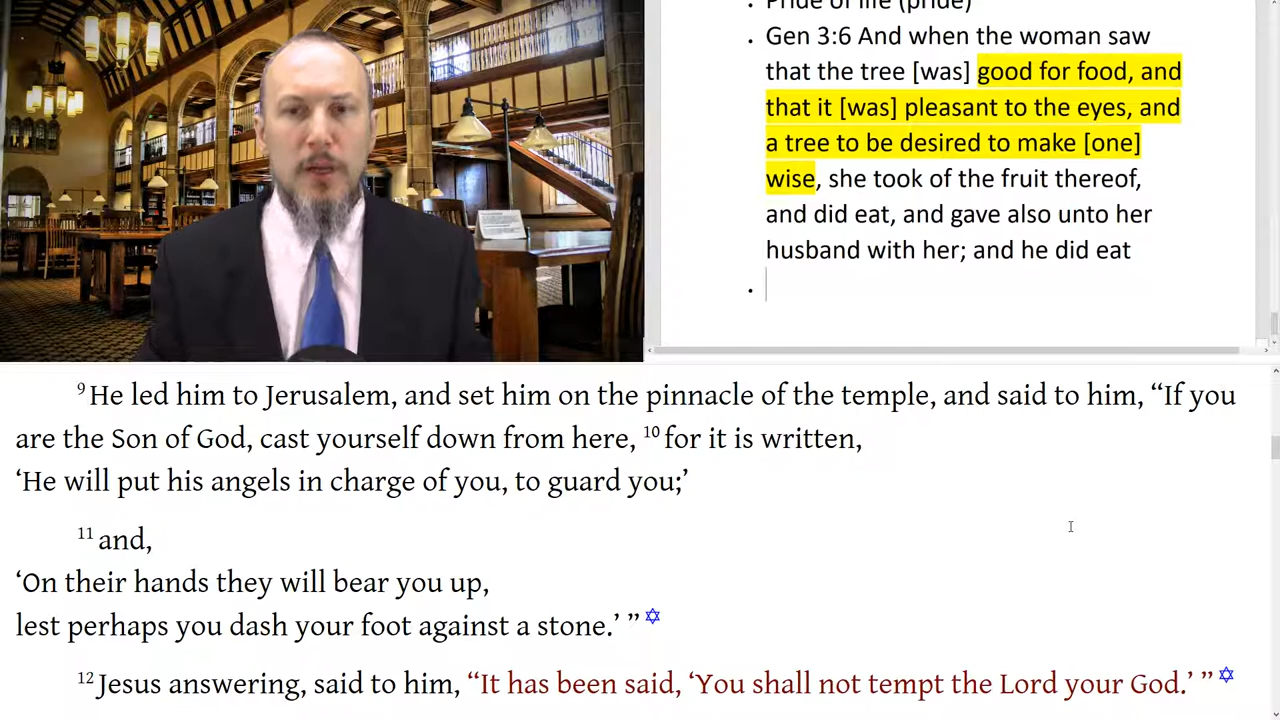 • Pride of life (pride)
• Gen 3:6 And when the woman saw
that the tree [was] good for food, and
that it [was] pleasant to the eyes, and
a tree to be desired to make [one]
wise, she took of the fruit thereof,
and did eat, and gave also unto her
husband with her; and he did eat
•
9 He led him to Jerusalem, and set him on the pinnacle of the temple, and said to him, “If you
are the Son of God, cast yourself down from here, 10 for it is written,
‘He will put his angels in charge of you, to guard you;’
11 and,
‘On their hands they will bear you up,
lest perhaps you dash your foot against a stone.’ ” ✡
12 Jesus answering, said to him, “It has been said, ‘You shall not tempt the Lord your God.’ ” ✡